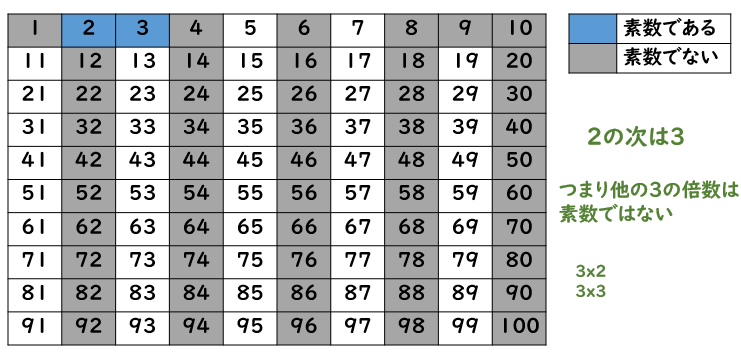 1 2 3 4 5 6 7 8 9 10
11 12 13 14 15 16 17 18 19 20
21 22 23 24 25 26 27 28 29 30
31 32 33 34 35 36 37 38 39 40
41 42 43 44 45 46 47 48 49 50
51 52 53 54 55 56 57 58 59 60
61 62 63 64 65 66 67 68 69 70
71 72 73 74 75 76 77 78 79 80
81 82 83 84 85 86 87 88 89 90
91 92 93 94 95 96 97 98 99 100
素数である
素数でない
2の次は3
つまり他の3の倍数は
素数ではない
3x2
3x3